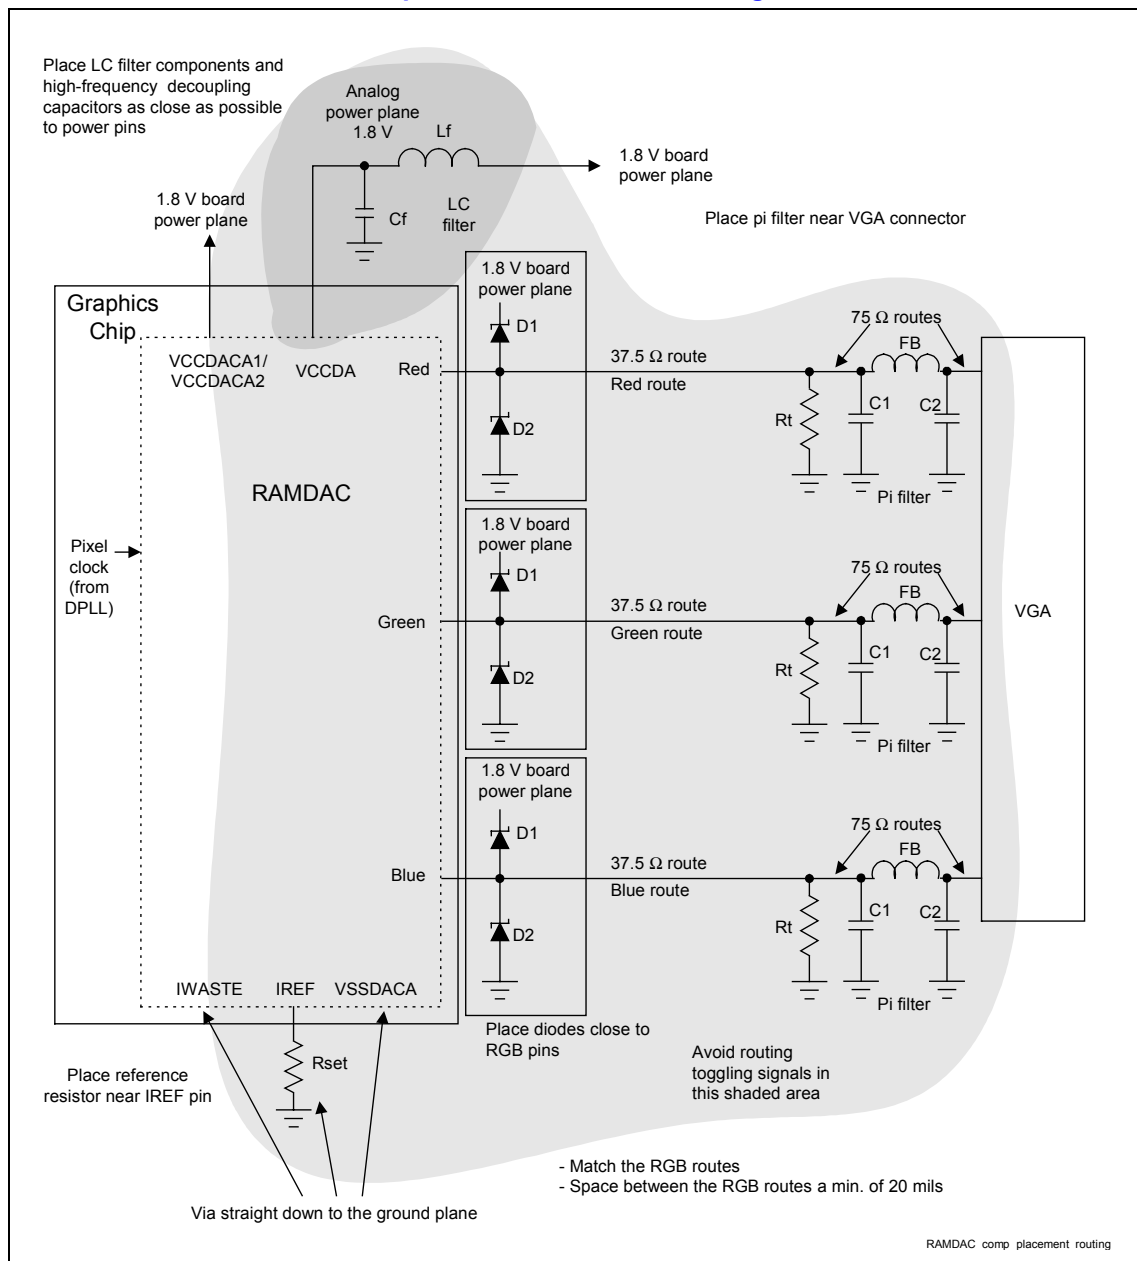 Place LC filter components and
high-frequency decoupling
capacitors as close as possible
to power pins
Analog
power plane
1.8 V
Lf
1.8 V board
power plane
Cf
LC
filter
1.8 V board
power plane
Place pi filter near VGA connector
Graphics
Chip
VCCDACA1/
VCCDACA2
VCCDA
RAMDAC
Pixel
clock
(from
DPLL)
Red
1.8 V board
power plane
D1
D2
37.5 Ω route
Red route
75 Ω routes
FB
Rt
C1
C2
Pi filter
Green
1.8 V board
power plane
D1
D2
37.5 Ω route
Green route
75 Ω routes
FB
Rt
C1
C2
Pi filter
VGA
Blue
1.8 V board
power plane
D1
D2
37.5 Ω route
Blue route
75 Ω routes
FB
Rt
C1
C2
Pi filter
IWASTE
IREF
VSSDACA
Place diodes close to
RGB pins
Rset
Place reference
resistor near IREF pin
Avoid routing
toggling signals in
this shaded area
- Match the RGB routes
- Space between the RGB routes a min. of 20 mils
Via straight down to the ground plane
RAMDAC comp placement routing